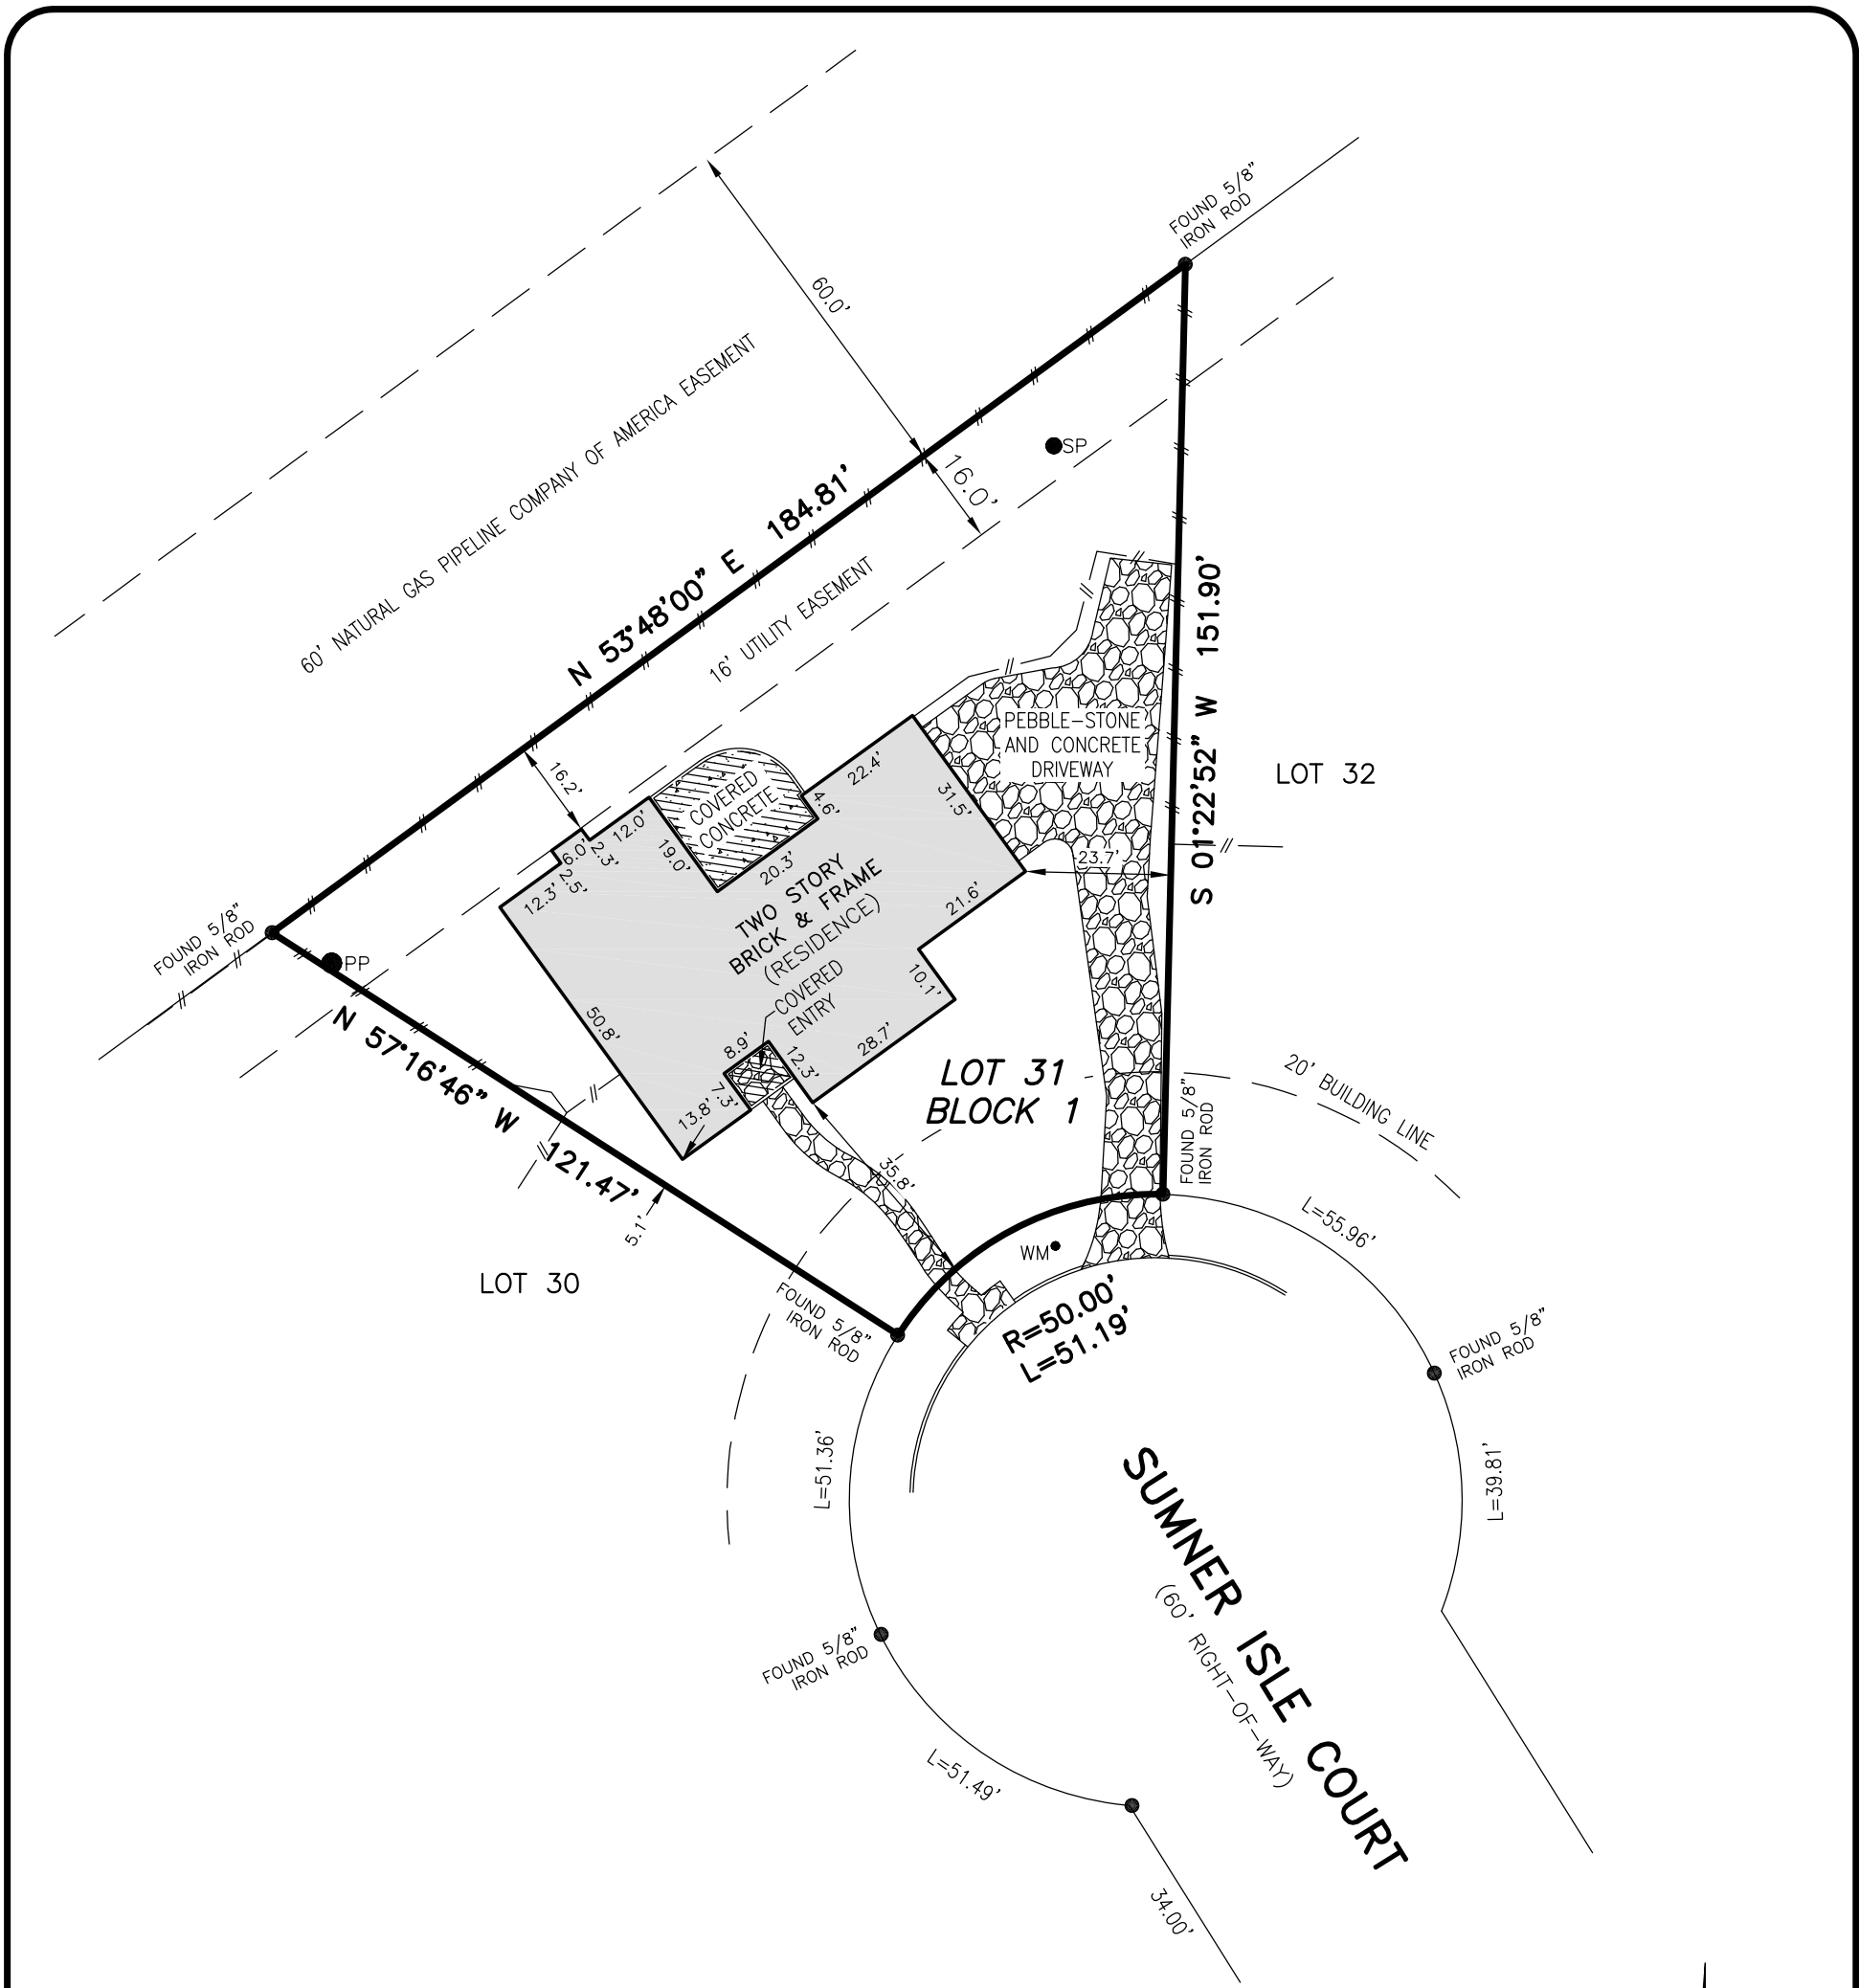 FOUND 5/8"
IRON ROD
60.0'
60' NATURAL GAS PIPELINE COMPANY OF AMERICA EASEMENT
SP
16.0'
N 53°48'00" E 184.81'
16' UTILITY EASEMENT
S 01°22'52" W 151.90'
PEBBLE-STONE
AND CONCRETE
DRIVEWAY
LOT 32
16.2'
COVERED
CONCRETE
22.4'
4.6'
31.5'
12.0'
6.0'
2.3'
19.0'
20.3'
12.3'
2.5'
23.7'
21.6'
TWO STORY
BRICK & FRAME
(RESIDENCE)
COVERED
ENTRY
FOUND 5/8"
IRON ROD
PP
10.1'
50.8'
8.9'
12.3'
28.7'
7.3'
13.8'
N 57°16'46" W 121.47'
LOT 31
BLOCK 1
20' BUILDING LINE
FOUND 5/8"
IRON ROD
35.8'
5.1'
LOT 30
WM
L=55.96'
FOUND 5/8"
IRON ROD
R=50.00'
L=51.19'
FOUND 5/8"
IRON ROD
L=51.36'
L=39.81'
SUMNER ISLE COURT
(60' RIGHT-OF-WAY)
FOUND 5/8"
IRON ROD
L=51.49'
34.00'